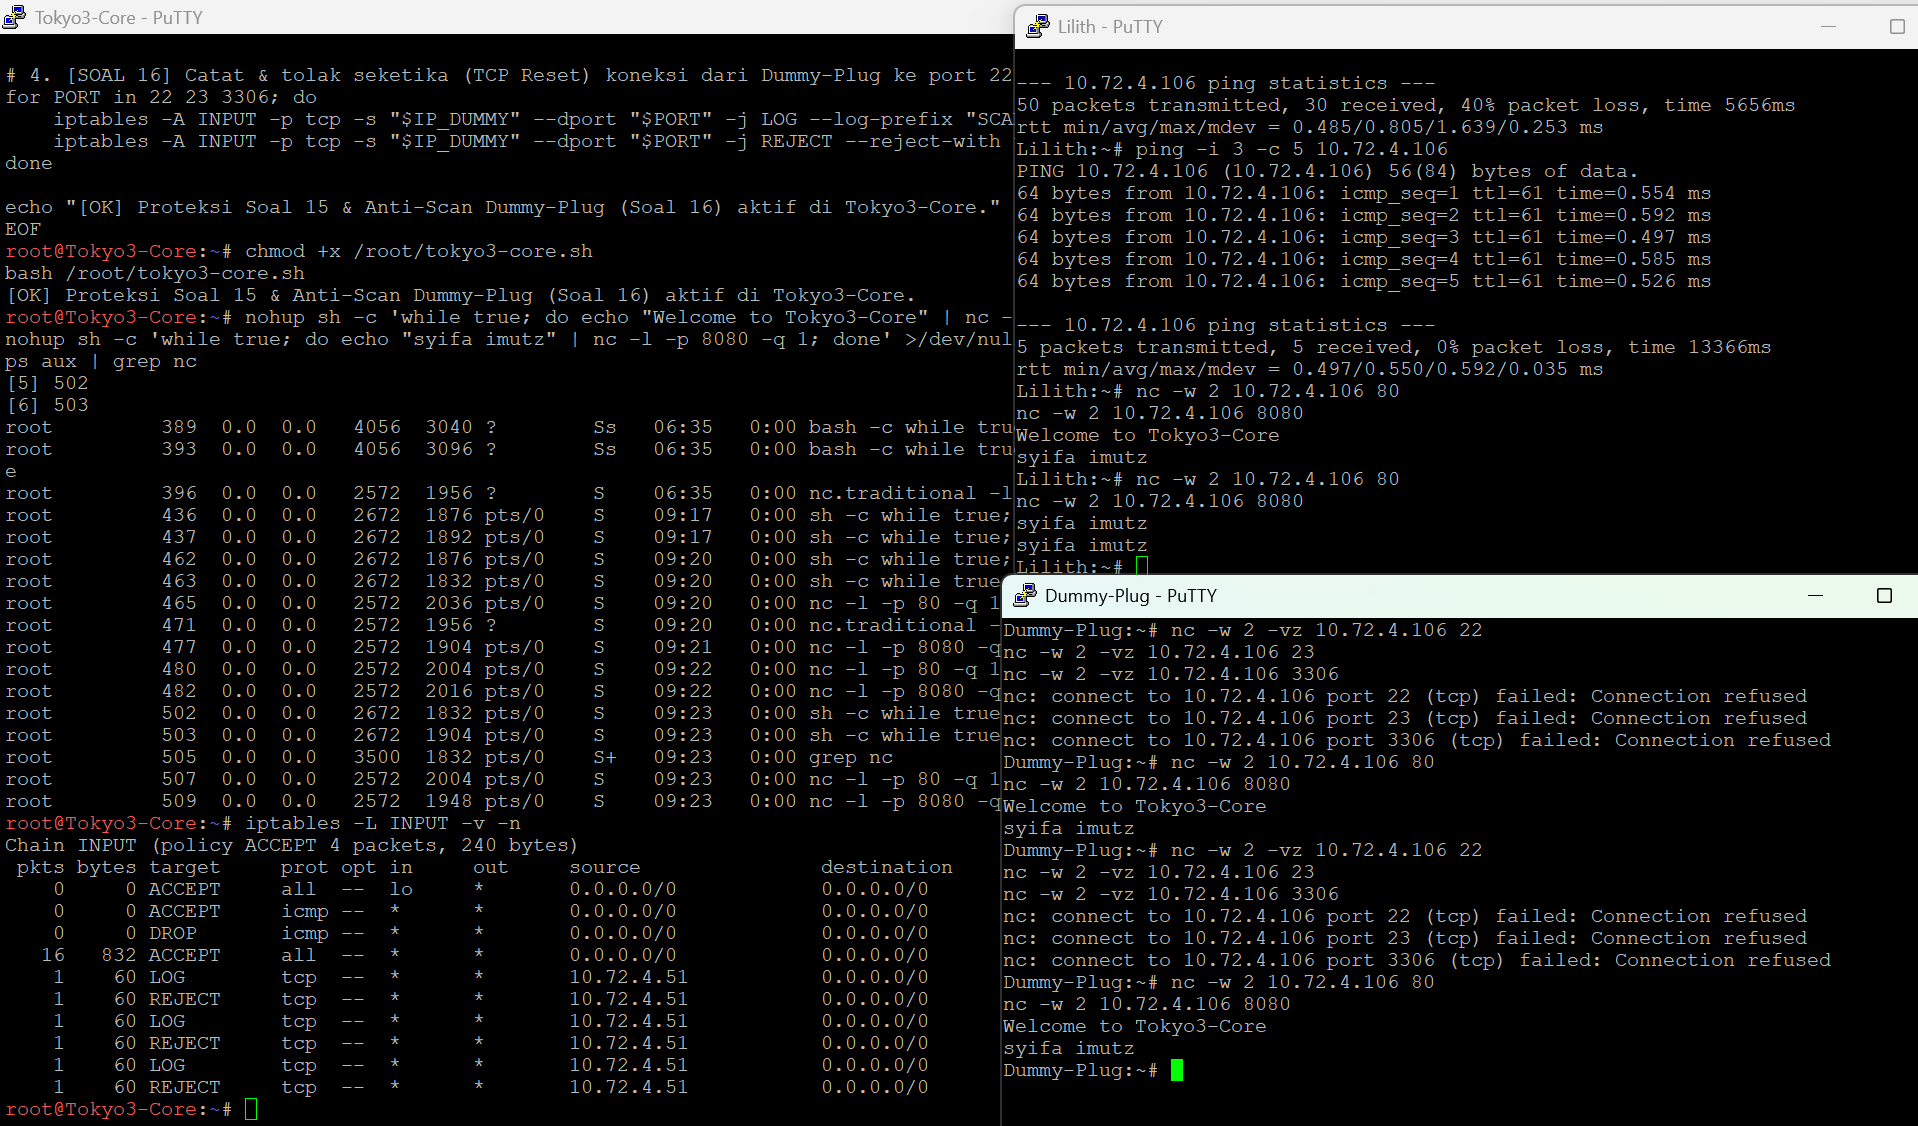 Tokyo3-Core - PuTTY
# 4. [SOAL 16] Catat & tolak seketika (TCP Reset) koneksi dari Dummy-Plug ke port 22
for PORT in 22 23 3306; do
    iptables -A INPUT -p tcp -s "$IP_DUMMY" --dport "$PORT" -j LOG --log-prefix "SCA
    iptables -A INPUT -p tcp -s "$IP_DUMMY" --dport "$PORT" -j REJECT --reject-with
done
echo "[OK] Proteksi Soal 15 & Anti-Scan Dummy-Plug (Soal 16) aktif di Tokyo3-Core."
EOF
root@Tokyo3-Core:~# chmod +x /root/tokyo3-core.sh
bash /root/tokyo3-core.sh
[OK] Proteksi Soal 15 & Anti-Scan Dummy-Plug (Soal 16) aktif di Tokyo3-Core.
root@Tokyo3-Core:~# nohup sh -c 'while true; do echo "Welcome to Tokyo3-Core" | nc -
nohup sh -c 'while true; do echo "syifa imutz" | nc -l -p 8080 -q 1; done' >/dev/nul
ps aux | grep nc
[5] 502
[6] 503
root 389 0.0 0.0 4056 3040 ? Ss 06:35 0:00 bash -c while tru
root 393 0.0 0.0 4056 3096 ? Ss 06:35 0:00 bash -c while tru
e
root 396 0.0 0.0 2572 1956 ? S 06:35 0:00 nc.traditional -l
root 436 0.0 0.0 2672 1876 pts/0 S 09:17 0:00 sh -c while true;
root 437 0.0 0.0 2672 1892 pts/0 S 09:17 0:00 sh -c while true;
root 462 0.0 0.0 2672 1876 pts/0 S 09:20 0:00 sh -c while true;
root 463 0.0 0.0 2672 1832 pts/0 S 09:20 0:00 sh -c while true;
root 465 0.0 0.0 2572 2036 pts/0 S 09:20 0:00 nc -l -p 80 -q 1
root 471 0.0 0.0 2572 1956 ? S 09:20 0:00 nc.traditional -
root 477 0.0 0.0 2572 1904 pts/0 S 09:21 0:00 nc -l -p 8080 -q
root 480 0.0 0.0 2572 2004 pts/0 S 09:22 0:00 nc -l -p 80 -q 1
root 482 0.0 0.0 2572 2016 pts/0 S 09:22 0:00 nc -l -p 8080 -q
root 502 0.0 0.0 2672 1832 pts/0 S 09:23 0:00 sh -c while true
root 503 0.0 0.0 2672 1904 pts/0 S 09:23 0:00 sh -c while true
root 505 0.0 0.0 3500 1832 pts/0 S+ 09:23 0:00 grep nc
root 507 0.0 0.0 2572 2004 pts/0 S 09:23 0:00 nc -l -p 80 -q 1
root 509 0.0 0.0 2572 1948 pts/0 S 09:23 0:00 nc -l -p 8080 -q
root@Tokyo3-Core:~# iptables -L INPUT -v -n
Chain INPUT (policy ACCEPT 4 packets, 240 bytes)
pkts bytes target prot opt in out source destination
0 0 ACCEPT all -- lo * 0.0.0.0/0 0.0.0.0/0
0 0 ACCEPT icmp -- * * 0.0.0.0/0 0.0.0.0/0
0 0 DROP icmp -- * * 0.0.0.0/0 0.0.0.0/0
16 832 ACCEPT all -- * * 0.0.0.0/0 0.0.0.0/0
1 60 LOG tcp -- * * 10.72.4.51 0.0.0.0/0
1 60 REJECT tcp -- * * 10.72.4.51 0.0.0.0/0
1 60 LOG tcp -- * * 10.72.4.51 0.0.0.0/0
1 60 REJECT tcp -- * * 10.72.4.51 0.0.0.0/0
1 60 LOG tcp -- * * 10.72.4.51 0.0.0.0/0
1 60 REJECT tcp -- * * 10.72.4.51 0.0.0.0/0
root@Tokyo3-Core:~#
Lilith - PuTTY
--- 10.72.4.106 ping statistics ---
50 packets transmitted, 30 received, 40% packet loss, time 5656ms
rtt min/avg/max/mdev = 0.485/0.805/1.639/0.253 ms
Lilith:~# ping -i 3 -c 5 10.72.4.106
PING 10.72.4.106 (10.72.4.106) 56(84) bytes of data.
64 bytes from 10.72.4.106: icmp_seq=1 ttl=61 time=0.554 ms
64 bytes from 10.72.4.106: icmp_seq=2 ttl=61 time=0.592 ms
64 bytes from 10.72.4.106: icmp_seq=3 ttl=61 time=0.497 ms
64 bytes from 10.72.4.106: icmp_seq=4 ttl=61 time=0.585 ms
64 bytes from 10.72.4.106: icmp_seq=5 ttl=61 time=0.526 ms
--- 10.72.4.106 ping statistics ---
5 packets transmitted, 5 received, 0% packet loss, time 13366ms
rtt min/avg/max/mdev = 0.497/0.550/0.592/0.035 ms
Lilith:~# nc -w 2 10.72.4.106 80
nc -w 2 10.72.4.106 8080
Welcome to Tokyo3-Core
syifa imutz
Lilith:~# nc -w 2 10.72.4.106 80
nc -w 2 10.72.4.106 8080
syifa imutz
syifa imutz
Lilith:~#
Dummy-Plug - PuTTY
Dummy-Plug:~# nc -w 2 -vz 10.72.4.106 22
nc -w 2 -vz 10.72.4.106 23
nc -w 2 -vz 10.72.4.106 3306
nc: connect to 10.72.4.106 port 22 (tcp) failed: Connection refused
nc: connect to 10.72.4.106 port 23 (tcp) failed: Connection refused
nc: connect to 10.72.4.106 port 3306 (tcp) failed: Connection refused
Dummy-Plug:~# nc -w 2 10.72.4.106 80
nc -w 2 10.72.4.106 8080
Welcome to Tokyo3-Core
syifa imutz
Dummy-Plug:~# nc -w 2 -vz 10.72.4.106 22
nc -w 2 -vz 10.72.4.106 23
nc -w 2 -vz 10.72.4.106 3306
nc: connect to 10.72.4.106 port 22 (tcp) failed: Connection refused
nc: connect to 10.72.4.106 port 23 (tcp) failed: Connection refused
nc: connect to 10.72.4.106 port 3306 (tcp) failed: Connection refused
Dummy-Plug:~# nc -w 2 10.72.4.106 80
nc -w 2 10.72.4.106 8080
Welcome to Tokyo3-Core
syifa imutz
Dummy-Plug:~#